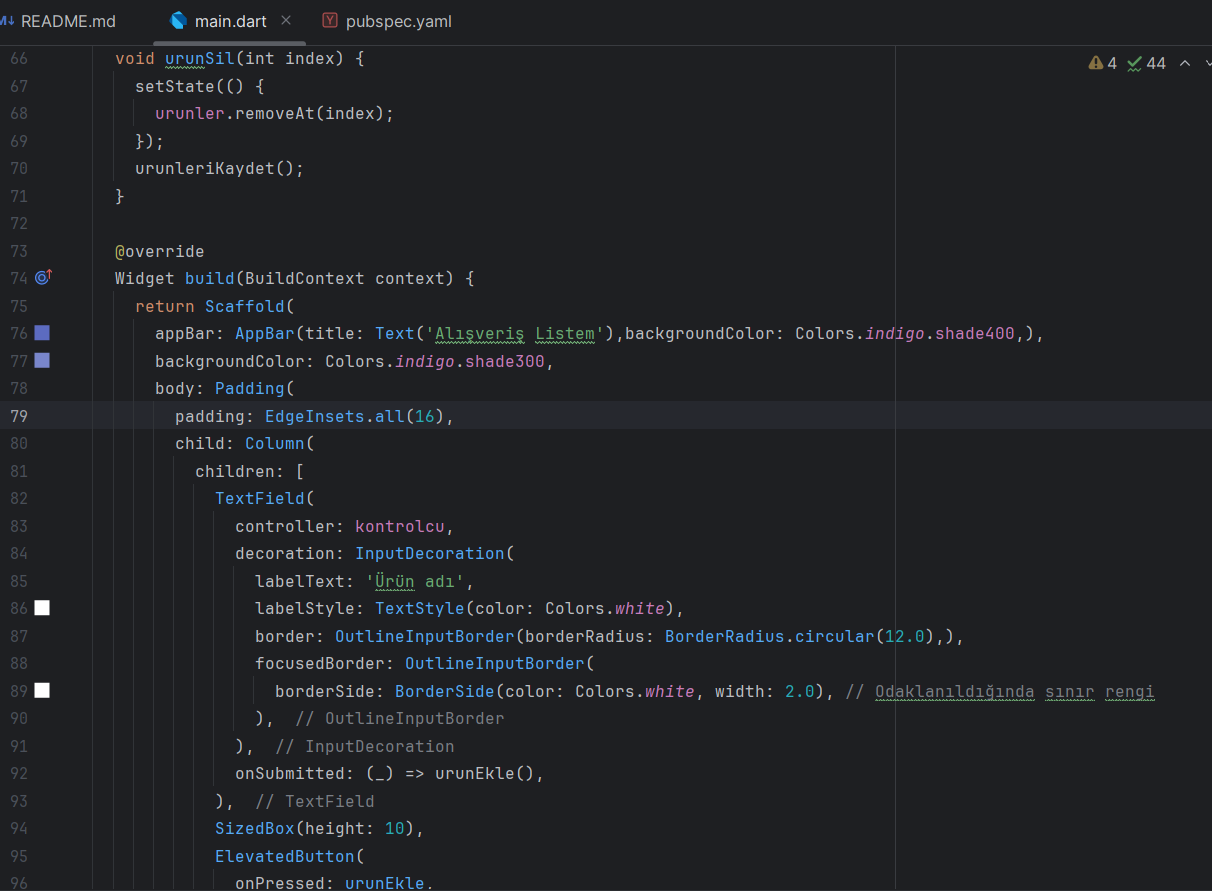 M↓ README.md main.dart × Y pubspec.yaml
66 void urunSil(int index) { 4 44
67 setState(() {
68 urunler.removeAt(index);
69 });
70 urunleriKaydet();
71 }
72
73 @override
74 Widget build(BuildContext context) {
75 return Scaffold(
76 appBar: AppBar(title: Text('Alışveriş Listem'),backgroundColor: Colors.indigo.shade400,),
77 backgroundColor: Colors.indigo.shade300,
78 body: Padding(
79 padding: EdgeInsets.all(16),
80 child: Column(
81 children: [
82 TextField(
83 controller: kontrolcu,
84 decoration: InputDecoration(
85 labelText: 'Ürün adı',
86 labelStyle: TextStyle(color: Colors.white),
87 border: OutlineInputBorder(borderRadius: BorderRadius.circular(12.0),),
88 focusedBorder: OutlineInputBorder(
89 borderSide: BorderSide(color: Colors.white, width: 2.0), // Odaklanıldığında sınır rengi
90 ), // OutlineInputBorder
91 ), // InputDecoration
92 onSubmitted: (_) => urunEkle(),
93 ), // TextField
94 SizedBox(height: 10),
95 ElevatedButton(
96 onPressed: urunEkle,